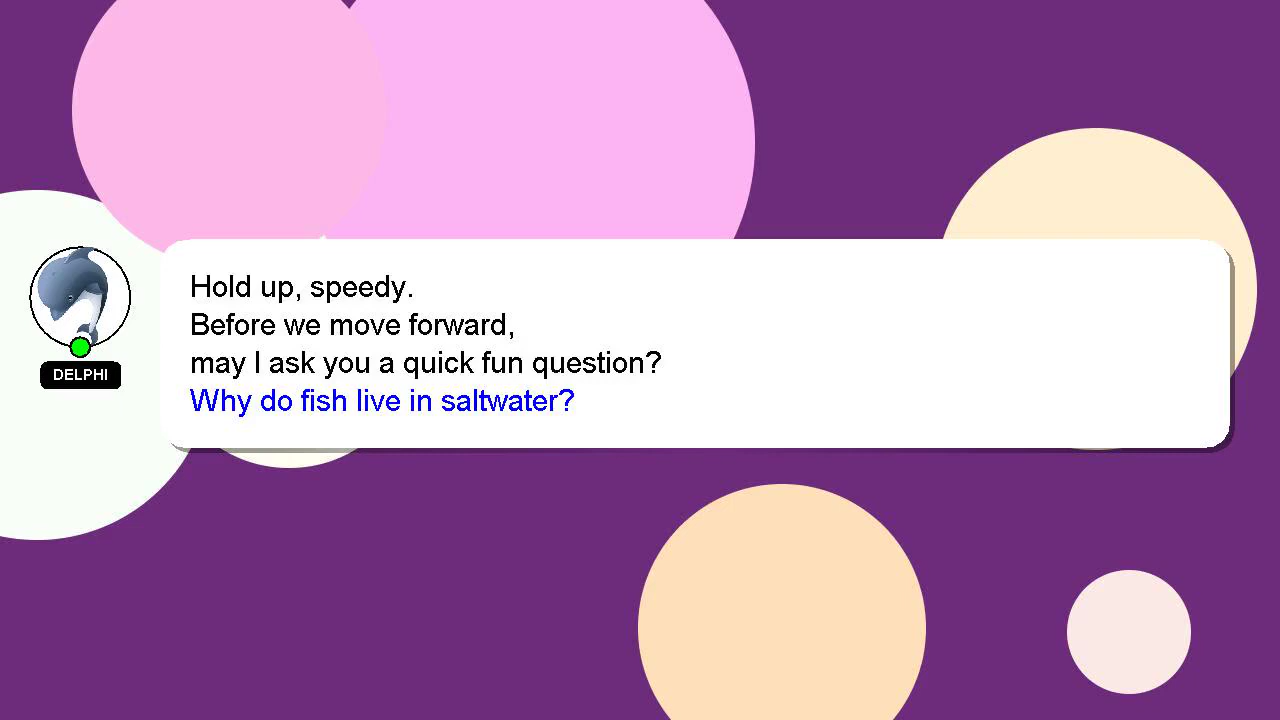 Hold up, speedy.
Before we move forward,
may I ask you a quick fun question?
Why do fish live in saltwater?
DELPHI